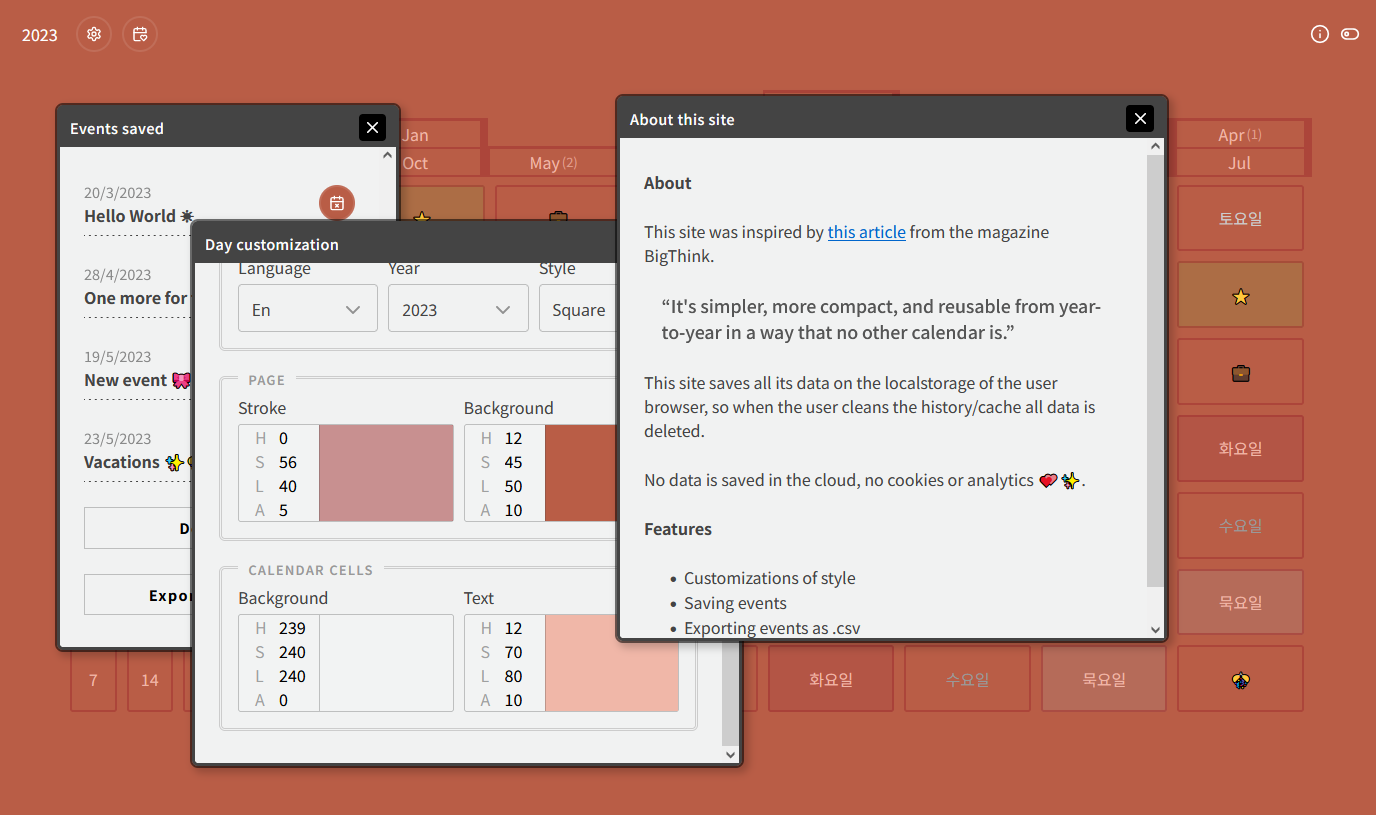 2023
Events saved
20/3/2023
Hello World
28/4/2023
One more for
19/5/2023
New event
23/5/2023
Vacations
Day customization
Language Year Style
En 2023 Square
PAGE
Stroke Background
H 0 H 12
S 56 S 45
L 40 L 50
A 5 A 10
CALENDAR CELLS
Background Text
H 239 H 12
S 240 S 70
L 240 L 80
A 0 A 10
About this site
About
This site was inspired by this article from the magazine
BigThink.
“It's simpler, more compact, and reusable from year-
to-year in a way that no other calendar is.”
This site saves all its data on the localstorage of the user
browser, so when the user cleans the history/cache all data is
deleted.
No data is saved in the cloud, no cookies or analytics .
Features
• Customizations of style
• Saving events
• Exporting events as .csv
Jan
Oct May (2)
Apr (1)
Jul
토요일
화요일
수요일
목요일
7 14 화요일 수요일 목요일